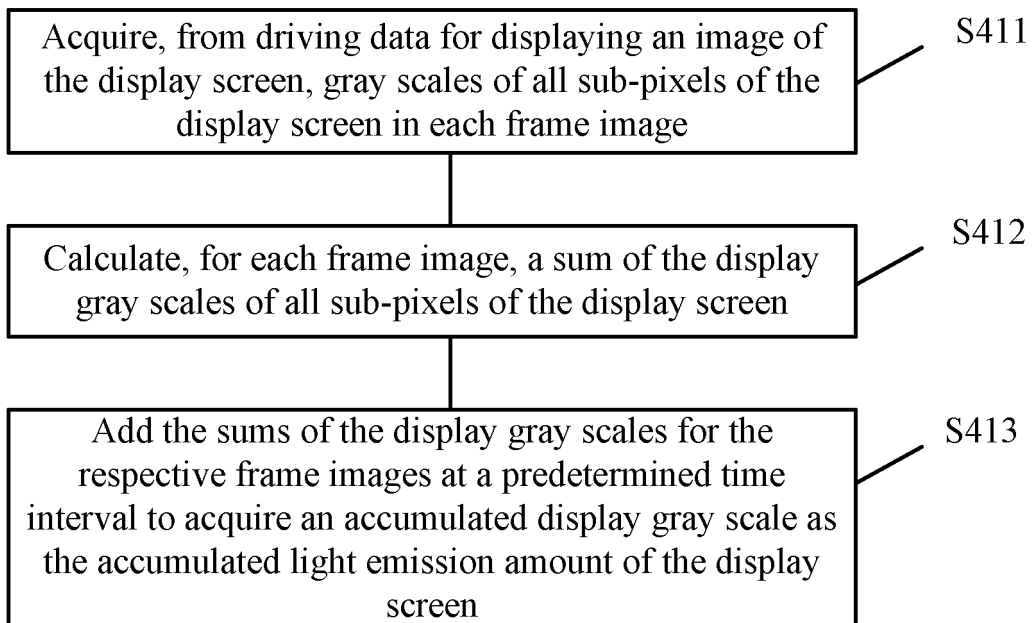 Acquire, from driving data for displaying an image of
the display screen, gray scales of all sub-pixels of the
display screen in each frame image
S411
Calculate, for each frame image, a sum of the display
gray scales of all sub-pixels of the display screen
S412
Add the sums of the display gray scales for the
respective frame images at a predetermined time
interval to acquire an accumulated display gray scale as
the accumulated light emission amount of the display
screen
S413